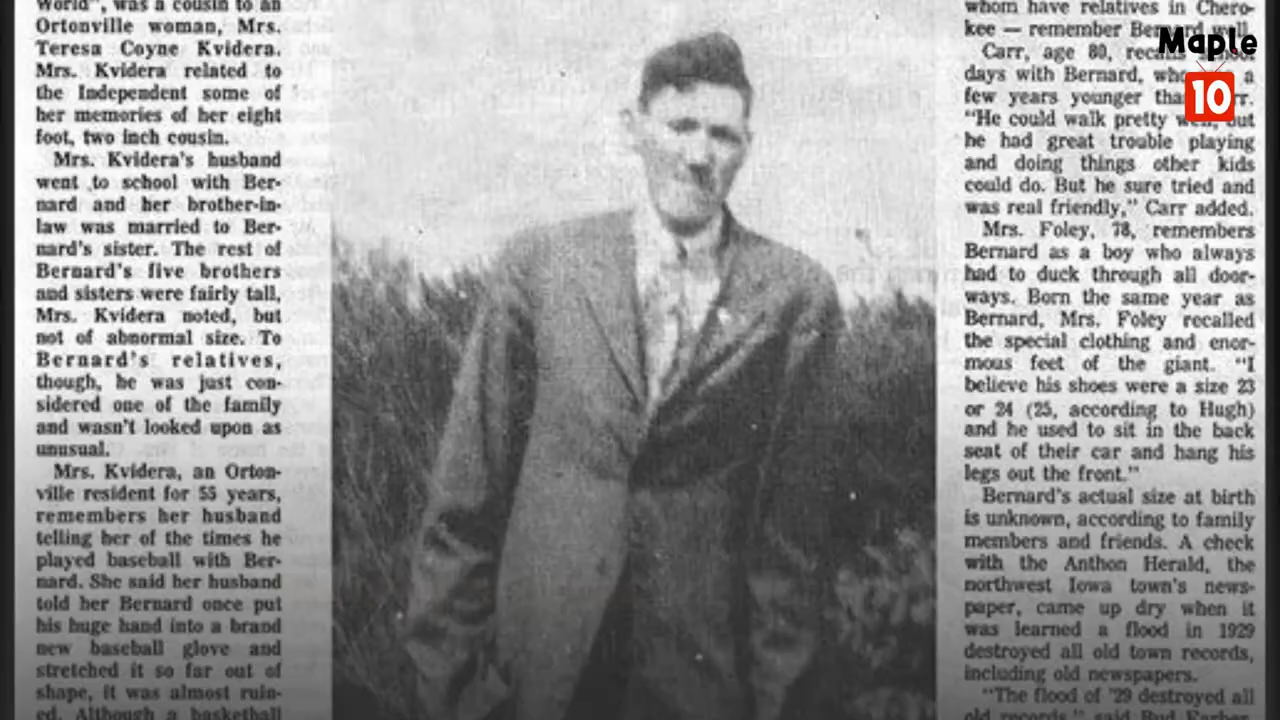 World", was a cousin to an
Ortonville woman, Mrs.
Teresa Coyne Kvidera.
Mrs. Kvidera related to
the Independent some of
her memories of her eight
foot, two inch cousin.
Mrs. Kvidera's husband
went to school with Ber-
nard and her brother-in-
law was married to Ber-
nard's sister. The rest of
Bernard's five brothers
and sisters were fairly tall,
Mrs. Kvidera noted, but
not of abnormal size. To
Bernard's relatives,
though, he was just con-
sidered one of the family
and wasn't looked upon as
unusual.
Mrs. Kvidera, an Orton-
ville resident for 55 years,
remembers her husband
telling her of the times he
played baseball with Ber-
nard. She said her husband
told her Bernard once put
his huge hand into a brand
new baseball glove and
stretched it so far out of
shape, it was almost ruin-
ed. Although a basketball
whom have relatives in Chero-
kee — remember Bernard well.
Carr, age 80, recalls school
days with Bernard, who a
few years younger than Carr.
"He could walk pretty well, but
he had great trouble playing
and doing things other kids
could do. But he sure tried and
was real friendly," Carr added.
Mrs. Foley, 78, remembers
Bernard as a boy who always
had to duck through all door-
ways. Born the same year as
Bernard, Mrs. Foley recalled
the special clothing and enor-
mous feet of the giant. "I
believe his shoes were a size 23
or 24 (25, according to Hugh)
and he used to sit in the back
seat of their car and hang his
legs out the front."
Bernard's actual size at birth
is unknown, according to family
members and friends. A check
with the Anthon Herald, the
northwest Iowa town's news-
paper, came up dry when it
was learned a flood in 1929
destroyed all old town records,
including old newspapers.
"The flood of '29 destroyed all
old records," said
Maple
10